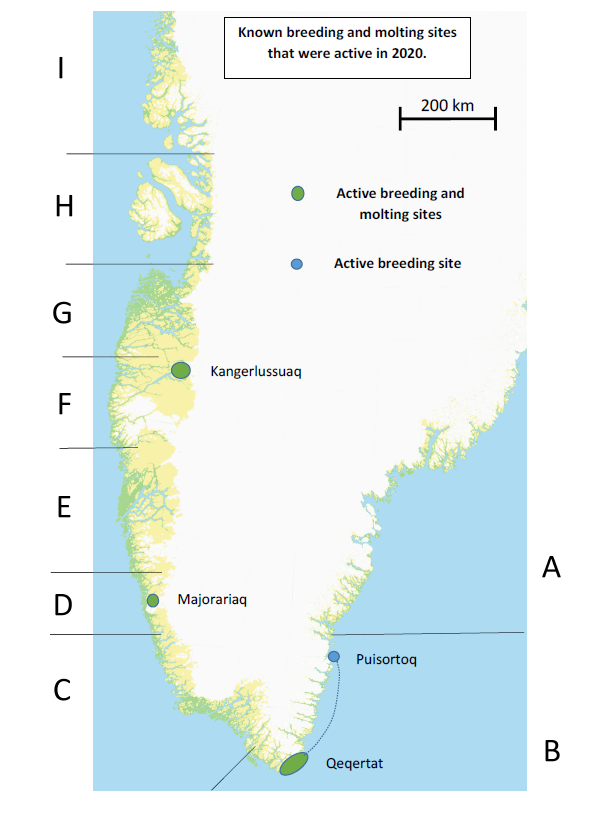 Known breeding and molting sites
that were active in 2020.
I
200 km
H
Active breeding and
molting sites
Active breeding site
G
Kangerlussuaq
F
E
A
D
Majorariaq
Puisortoq
C
B
Qeqertat